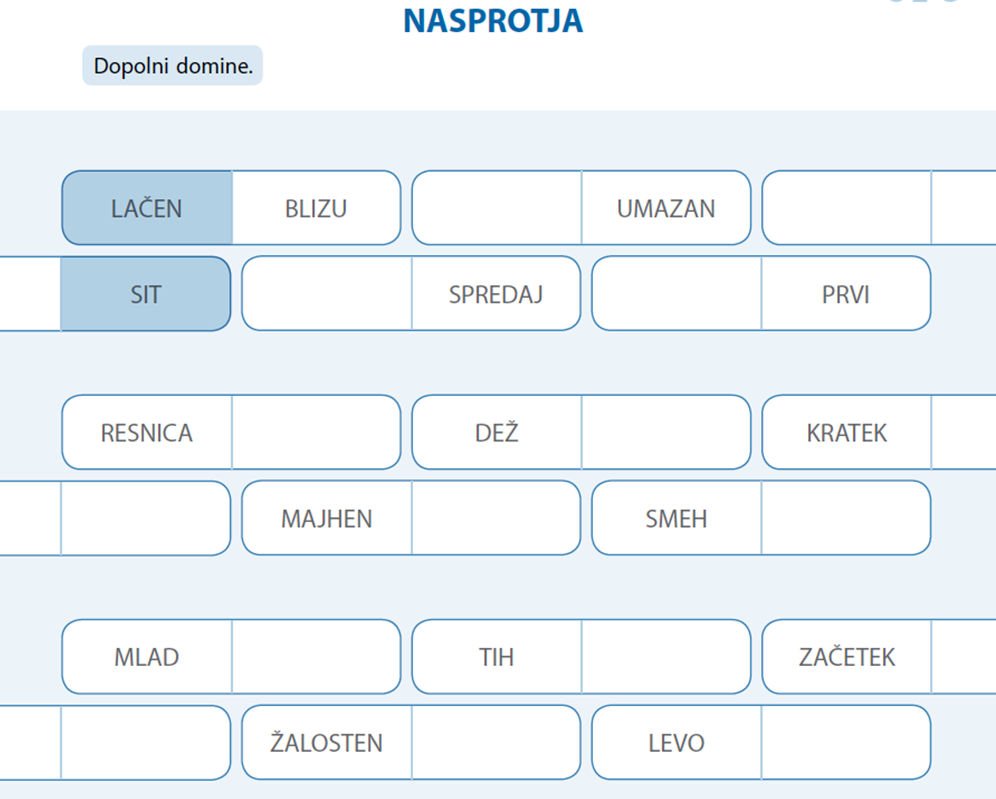 NASPROTJA
Dopolni domine.
LAČEN BLIZU UMAZAN
SIT SPREDAJ PRVI
RESNICA DEŽ KRATEK
MAJHEN SMEH
MLAD TIH ZAČETEK
ŽALOSTEN LEVO